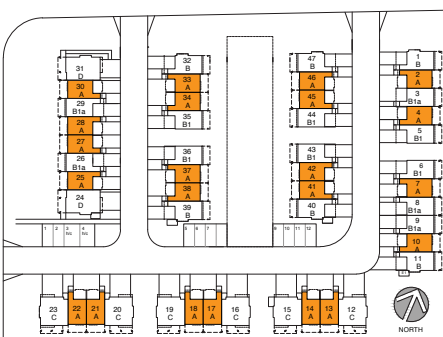 31
D
30
A
29
B1a
28
A
27
A
26
B1a
25
A
24
D
32
B
33
A
34
A
35
B1
36
B1
37
A
38
A
39
B
47
B
46
A
45
A
44
B1
43
B1
42
A
41
A
40
B
1
B
2
A
3
B1a
4
A
5
B1
6
B1
7
A
8
B1a
9
B1a
10
A
11
B
1 2 3 4
5 6 7
9 10 11 12
23 22 21 20
C A A C
19 18 17 16
C A A C
15 14 13 12
C A A C
NORTH